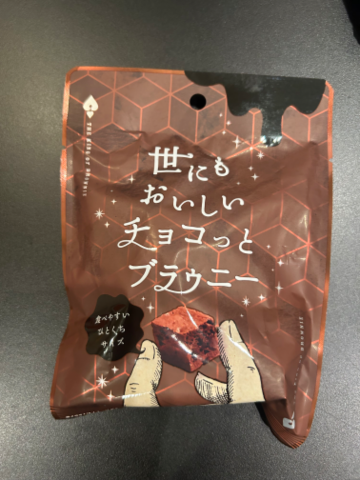 世にも
おいしい
チョコっと
ブラウニー
食べやすい
ひとくち
サイズ